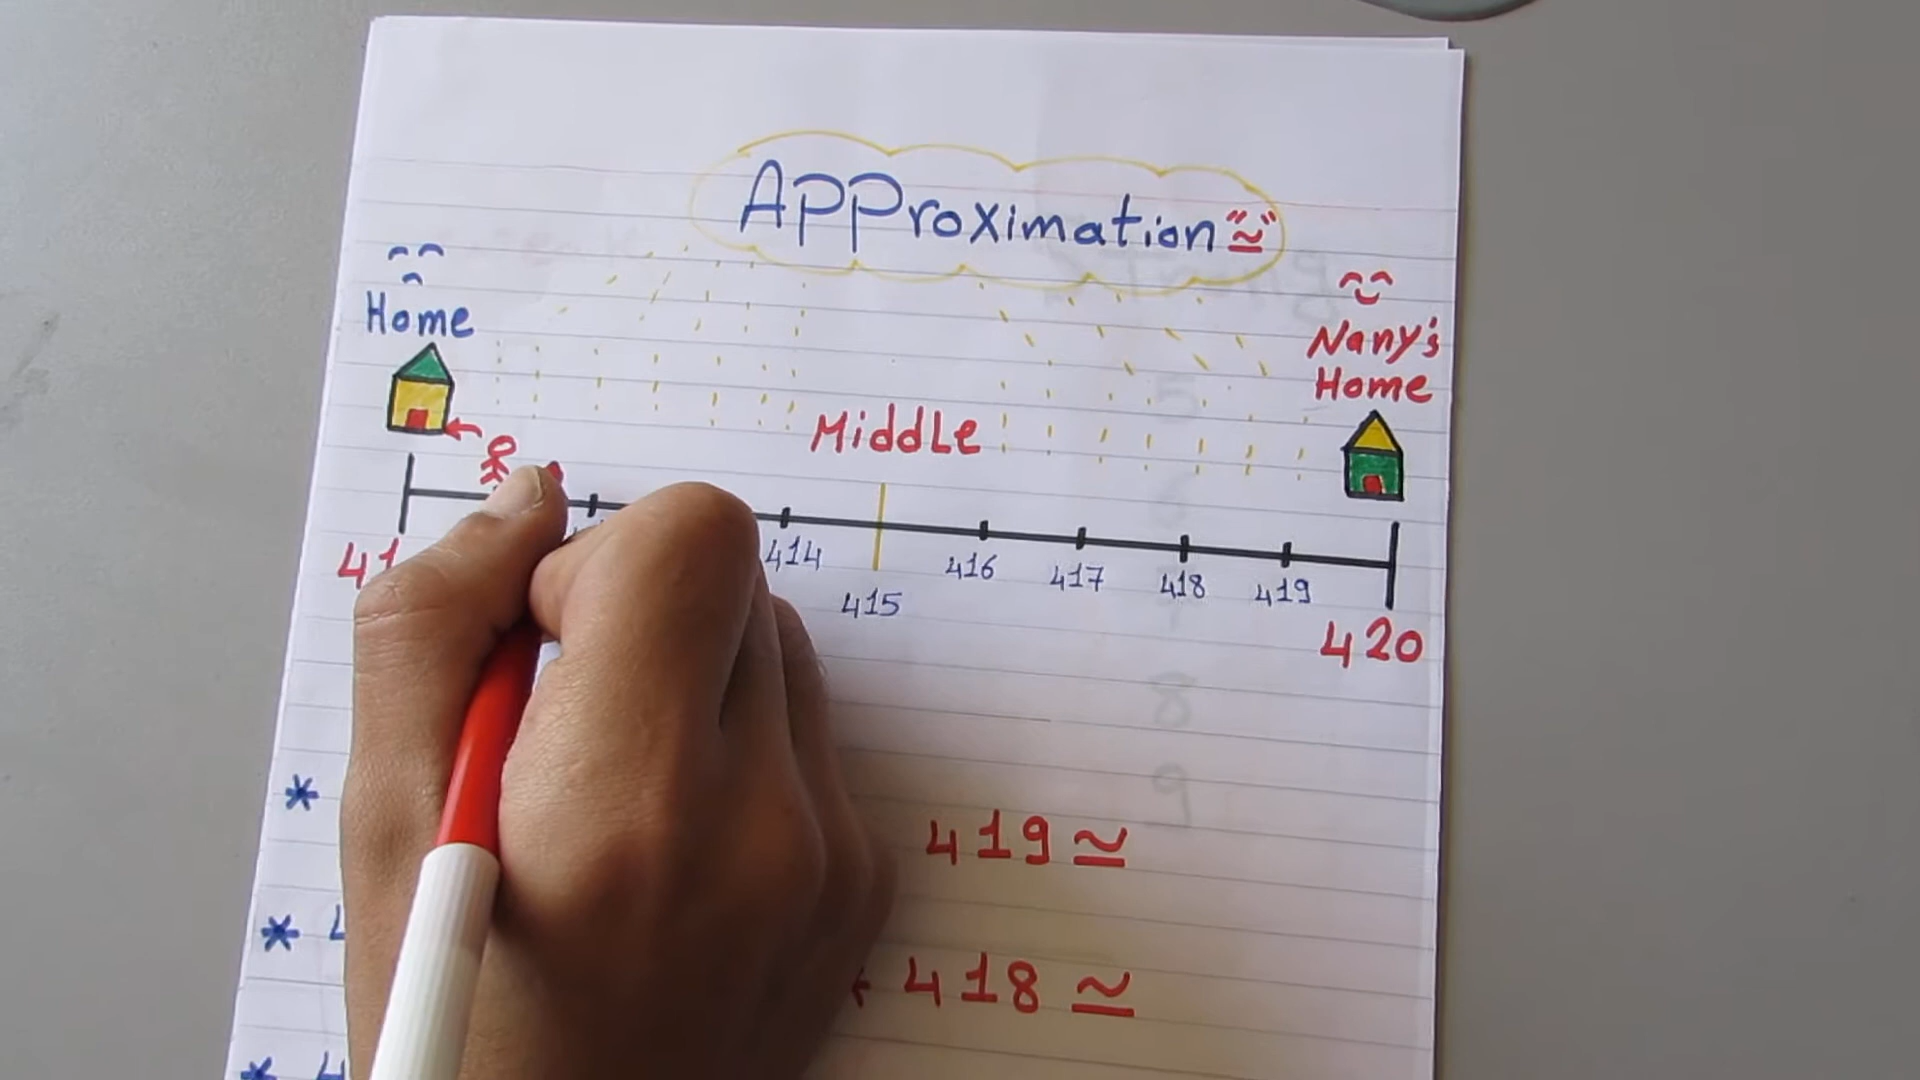 APProximation "≃"
Home
Nany's
Home
MiddLe
414
415
416
417
418
419
420
* 419 ≃
* 418 ≃
*